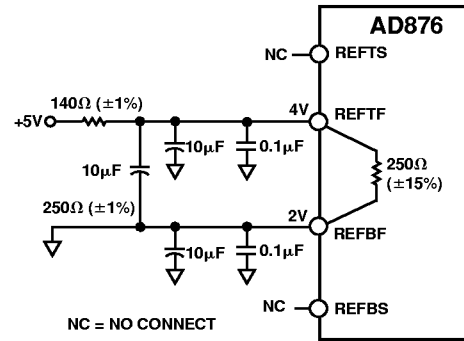 AD876
NC
REFTS
140Ω (±1%)
4V
REFTF
+5V
10µF
0.1µF
10µF
250Ω
(±15%)
250Ω (±1%)
2V
REFBF
10µF
0.1µF
NC
REFBS
NC = NO CONNECT